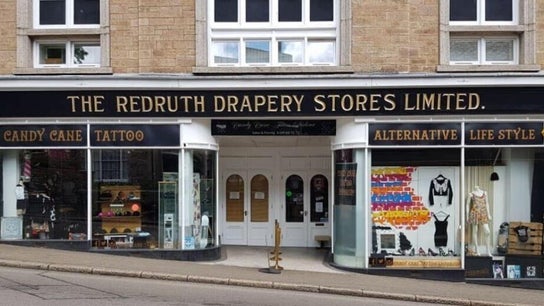 THE REDRUTH DRAPERY STORES LIMITED.
CANDY CANE TATTOO
ALTERNATIVE LIFE STYLE